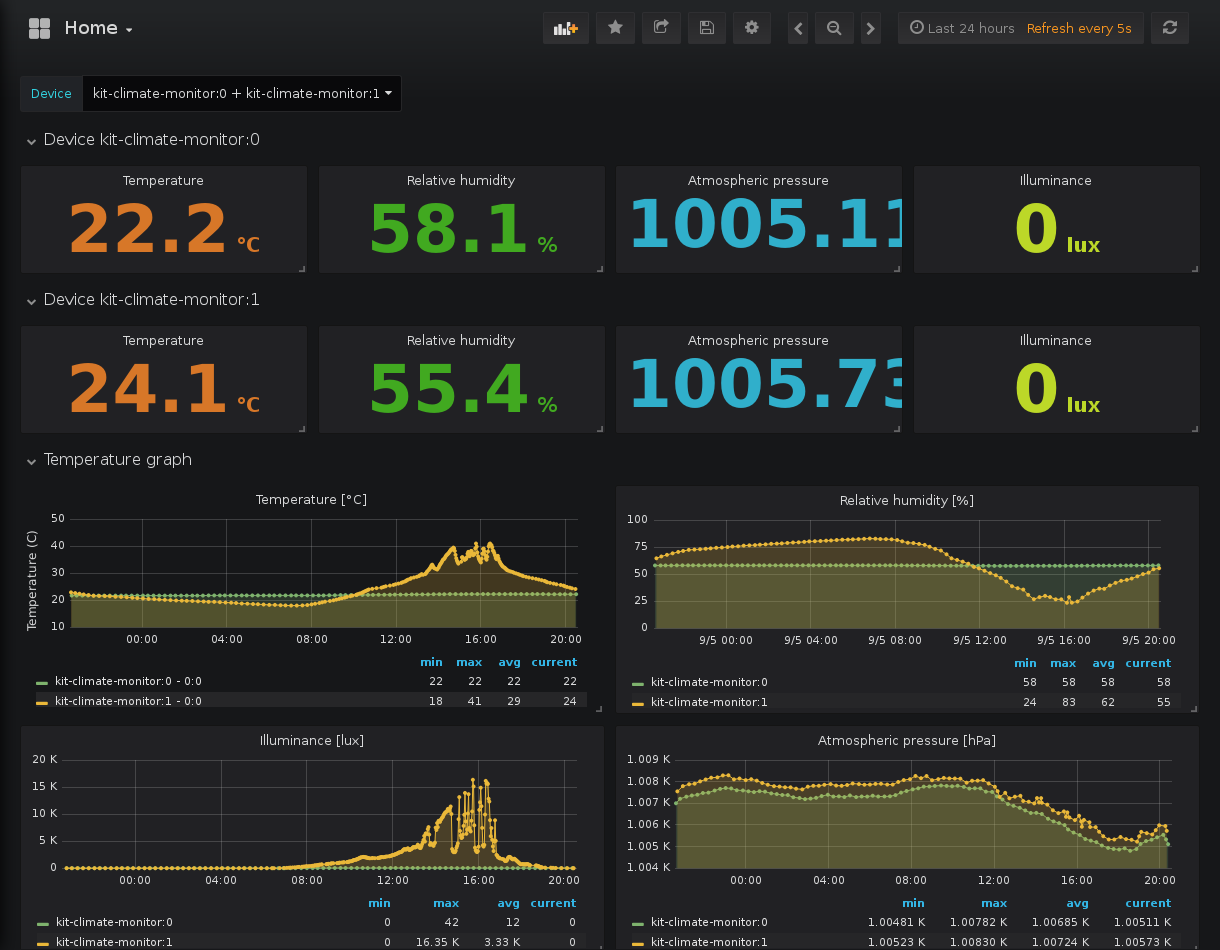 Home
Last 24 hours Refresh every 5s
Device kit-climate-monitor:0 + kit-climate-monitor:1
Device kit-climate-monitor:0
Temperature Relative humidity Atmospheric pressure Illuminance
22.2 °C 58.1 % 1005.11 0 lux
Device kit-climate-monitor:1
Temperature Relative humidity Atmospheric pressure Illuminance
24.1 °C 55.4 % 1005.73 0 lux
Temperature graph
Temperature [°C]
Temperature (C)
50
40
30
20
10
00:00 04:00 08:00 12:00 16:00 20:00
min max avg current
kit-climate-monitor:0 - 0:0 22 22 22 22
kit-climate-monitor:1 - 0:0 18 41 29 24
Relative humidity [%]
100
75
50
25
0
9/5 00:00 9/5 04:00 9/5 08:00 9/5 12:00 9/5 16:00 9/5 20:00
min max avg current
kit-climate-monitor:0 58 58 58 58
kit-climate-monitor:1 24 83 62 55
Illuminance [lux]
20 K
15 K
10 K
5 K
0
00:00 04:00 08:00 12:00 16:00 20:00
min max avg current
kit-climate-monitor:0 0 42 12 0
kit-climate-monitor:1 0 16.35 K 3.33 K 0
Atmospheric pressure [hPa]
1.009 K
1.008 K
1.007 K
1.006 K
1.005 K
1.004 K
00:00 04:00 08:00 12:00 16:00 20:00
min max avg current
kit-climate-monitor:0 1.00481 K 1.00782 K 1.00685 K 1.00511 K
kit-climate-monitor:1 1.00523 K 1.00830 K 1.00724 K 1.00573 K